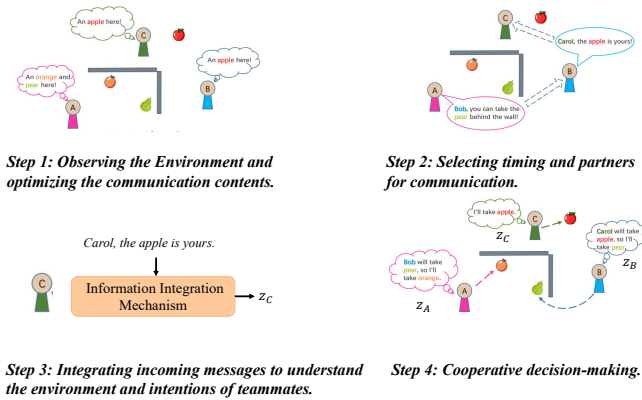 An apple here!
C
An orange and
pear here!
An apple here!
A
B
Step 1: Observing the Environment and
optimizing the communication contents.
C
Carol, the apple is yours!
B
A
Bob, you can take the
pear behind the wall!
Step 2: Selecting timing and partners
for communication.
Carol, the apple is yours.
C
Information Integration
Mechanism
z_C
Step 3: Integrating incoming messages to understand
the environment and intentions of teammates.
I'll take apple.
C
z_C
Carol will take
apple, so I'll
take pear.
z_B
B
Bob will take
pear, so I'll
take orange.
A
z_A
Step 4: Cooperative decision-making.